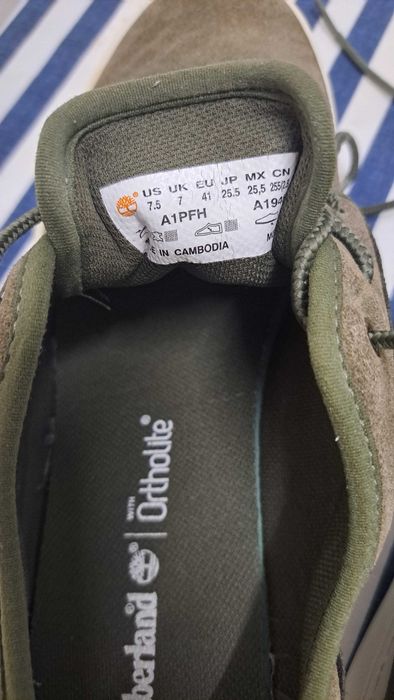 US UK EU JP MX CN
7.5 7 41 25.5 25,5
A1PFH
IN CAMBODIA
berland
WITH
Ortholite®